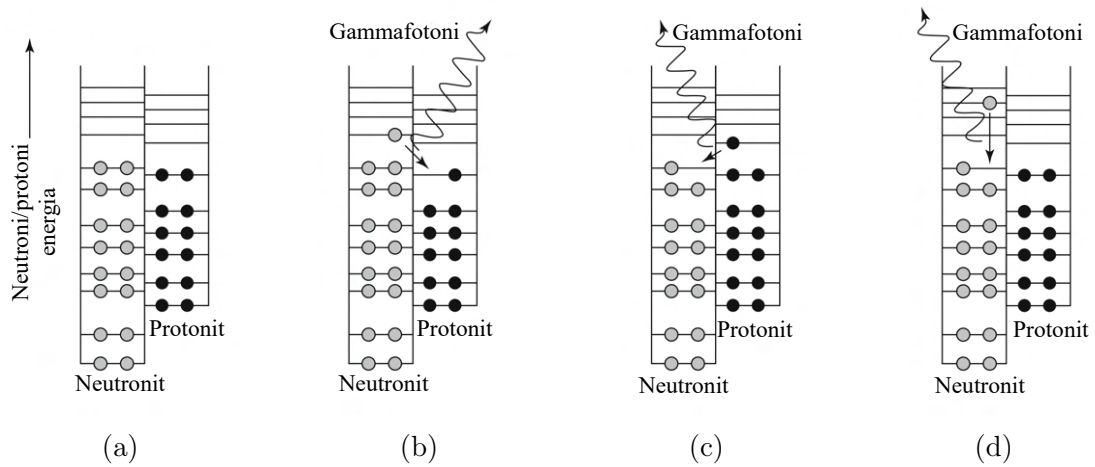 Gammafotoni
Gammafotoni
Gammafotoni
Neutroni/protoni
energia
Protonit
Neutronit
Protonit
Neutronit
Protonit
Neutronit
Protonit
Neutronit
(a)
(b)
(c)
(d)